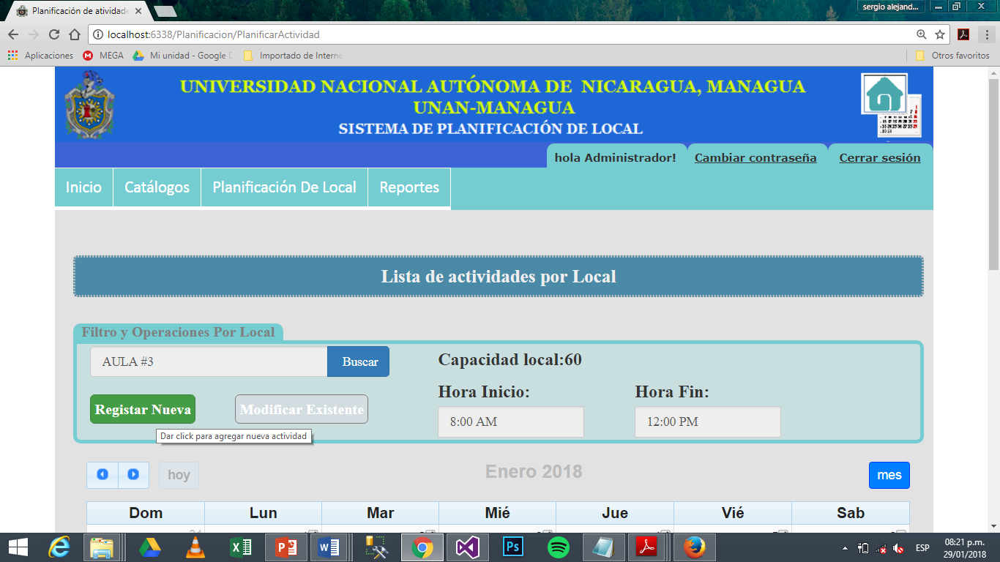 Planificación de atividade
sergio alejand...
localhost:6338/Planificacion/PlanificarActividad
Aplicaciones
MEGA
Mi unidad - Google D
Importado de Interne
Otros favoritos
UNIVERSIDAD NACIONAL AUTÓNOMA DE NICARAGUA, MANAGUA
UNAN-MANAGUA
SISTEMA DE PLANIFICACIÓN DE LOCAL
hola Administrador!
Cambiar contraseña
Cerrar sesión
Inicio
Catálogos
Planificación De Local
Reportes
Lista de actividades por Local
Filtro y Operaciones Por Local
AULA #3
Buscar
Capacidad local:60
Hora Inicio:
Hora Fin:
Registar Nueva
Modificar Existente
8:00 AM
12:00 PM
Dar click para agregar nueva actividad
hoy
Enero 2018
mes
Dom
Lun
Mar
Mié
Jue
Vié
Sab
ESP
08:21 p.m.
29/01/2018